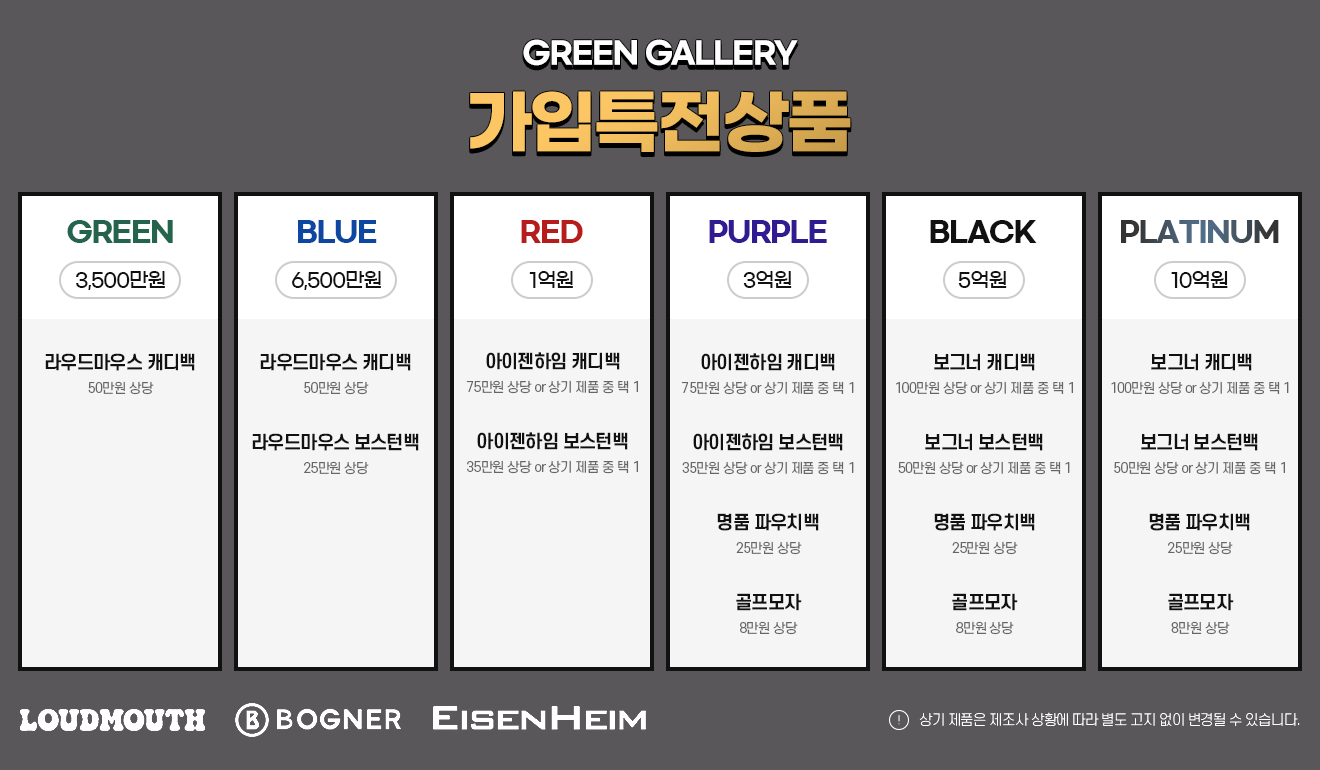 GREEN GALLERY
가입특전상품
GREEN
3,500만원
라우드마우스 캐디백
50만원 상당
BLUE
6,500만원
라우드마우스 캐디백
50만원 상당
라우드마우스 보스턴백
25만원 상당
RED
1억원
아이젠하임 캐디백
75만원 상당 or 상기 제품 중 택 1
아이젠하임 보스턴백
35만원 상당 or 상기 제품 중 택 1
PURPLE
3억원
아이젠하임 캐디백
75만원 상당 or 상기 제품 중 택 1
아이젠하임 보스턴백
35만원 상당 or 상기 제품 중 택 1
명품 파우치백
25만원 상당
골프모자
8만원 상당
BLACK
5억원
보그너 캐디백
100만원 상당 or 상기 제품 중 택 1
보그너 보스턴백
50만원 상당 or 상기 제품 중 택 1
명품 파우치백
25만원 상당
골프모자
8만원 상당
PLATINUM
10억원
보그너 캐디백
100만원 상당 or 상기 제품 중 택 1
보그너 보스턴백
50만원 상당 or 상기 제품 중 택 1
명품 파우치백
25만원 상당
골프모자
8만원 상당
LOUDMOUTH
B BOGNER
EISENHEIM
! 상기 제품은 제조사 상황에 따라 별도 고지 없이 변경될 수 있습니다.